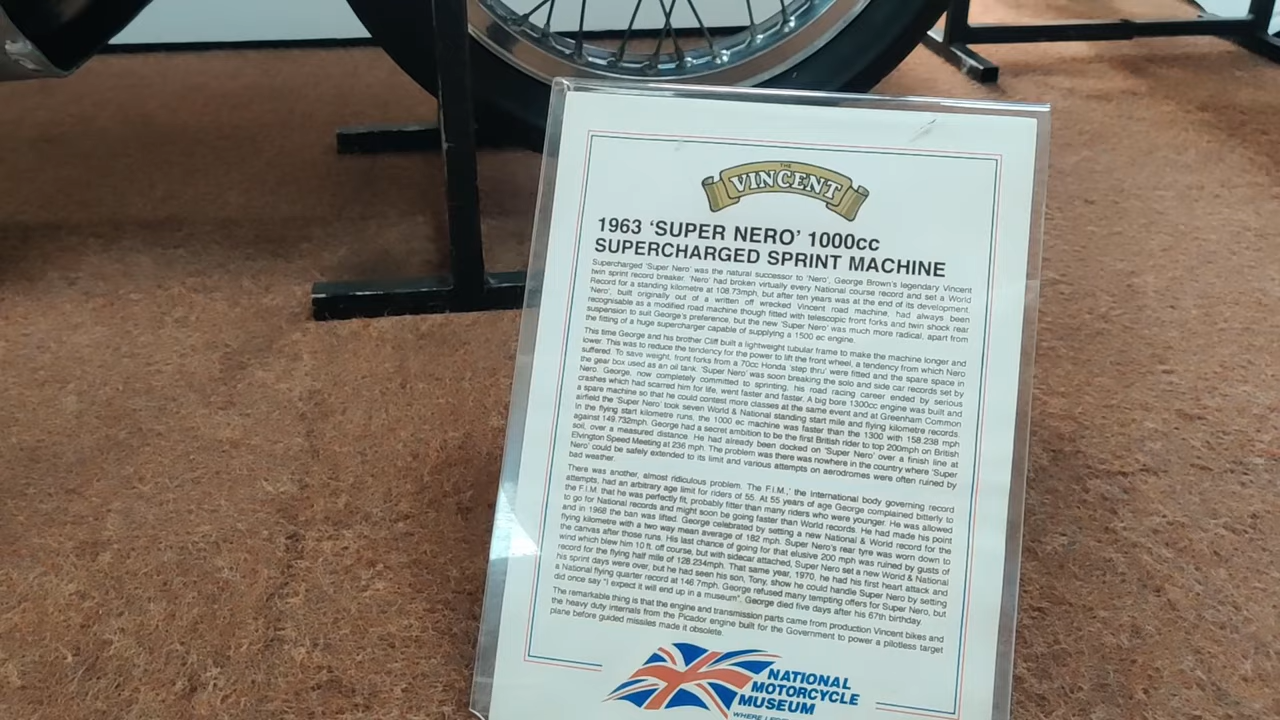 THE
VINCENT
1963 ‘SUPER NERO’ 1000cc
SUPERCHARGED SPRINT MACHINE
Supercharged 'Super Nero' was the natural successor to 'Nero', George Brown's legendary Vincent
twin sprint record breaker. 'Nero' had broken virtually every National course record and set a World
Record for a standing kilometre at 108.73mph, but after ten years was at the end of its development.
'Nero', built originally out of a written off wrecked Vincent road machine, had always been
recognisable as a modified road machine though fitted with telescopic front forks and twin shock rear
suspension to suit George's preference, but the new 'Super Nero' was much more radical, apart from
the fitting of a huge supercharger capable of supplying a 1500 cc engine.
This time George and his brother Cliff built a lightweight tubular frame to make the machine longer and
lower. This was to reduce the tendency for the power to lift the front wheel, a tendency from which Nero
suffered. To save weight, front forks from a 70cc Honda 'step thru' were fitted and the spare space in
the gear box used as an oil tank. 'Super Nero' was soon breaking the solo and side car records set by
Nero. George, now completely committed to sprinting, his road racing career ended by serious
crashes which had scarred him for life, went faster and faster. A big bore 1300cc engine was built and
a spare machine so that he could contest more classes at the same event and at Greenham Common
airfield the 'Super Nero' took seven World & National standing start mile and flying kilometre records.
In the flying start kilometre runs, the 1000 cc machine was faster than the 1300 with 158.238 mph
against 149.732mph. George had a secret ambition to be the first British rider to top 200mph on British
soil, over a measured distance. He had already been docked on 'Super Nero' over a finish line at
Elvington Speed Meeting at 236 mph. The problem was there was nowhere in the country where 'Super
Nero' could be safely extended to its limit and various attempts on aerodromes were often ruined by
bad weather.
There was another, almost ridiculous problem. The F.I.M.,' the International body governing record
attempts, had an arbitrary age limit for riders of 55. At 55 years of age George complained bitterly to
the F.I.M. that he was perfectly fit, probably fitter than many riders who were younger. He was allowed
to go for National records and might soon be going faster than World records. He had made his point
and in 1968 the ban was lifted. George celebrated by setting a new National & World record for the
flying kilometre with a two way mean average of 182 mph. Super Nero's rear tyre was worn down to
the canvas after those runs. His last chance of going for that elusive 200 mph was ruined by gusts of
wind which blew him 10 ft. off course, but with sidecar attached, Super Nero set a new World & National
record for the flying half mile of 128.234mph. That same year, 1970, he had his first heart attack and
his sprint days were over, but he had seen his son, Tony, show he could handle Super Nero by setting
a National flying quarter record at 146.7mph. George refused many tempting offers for Super Nero, but
did once say "I expect it will end up in a museum". George died five days after his 67th birthday.
The remarkable thing is that the engine and transmission parts came from production Vincent bikes and
the heavy duty internals from the Picador engine built for the Government to power a pilotless target
plane before guided missiles made it obsolete.
NATIONAL
MOTORCYCLE
MUSEUM
WHERE